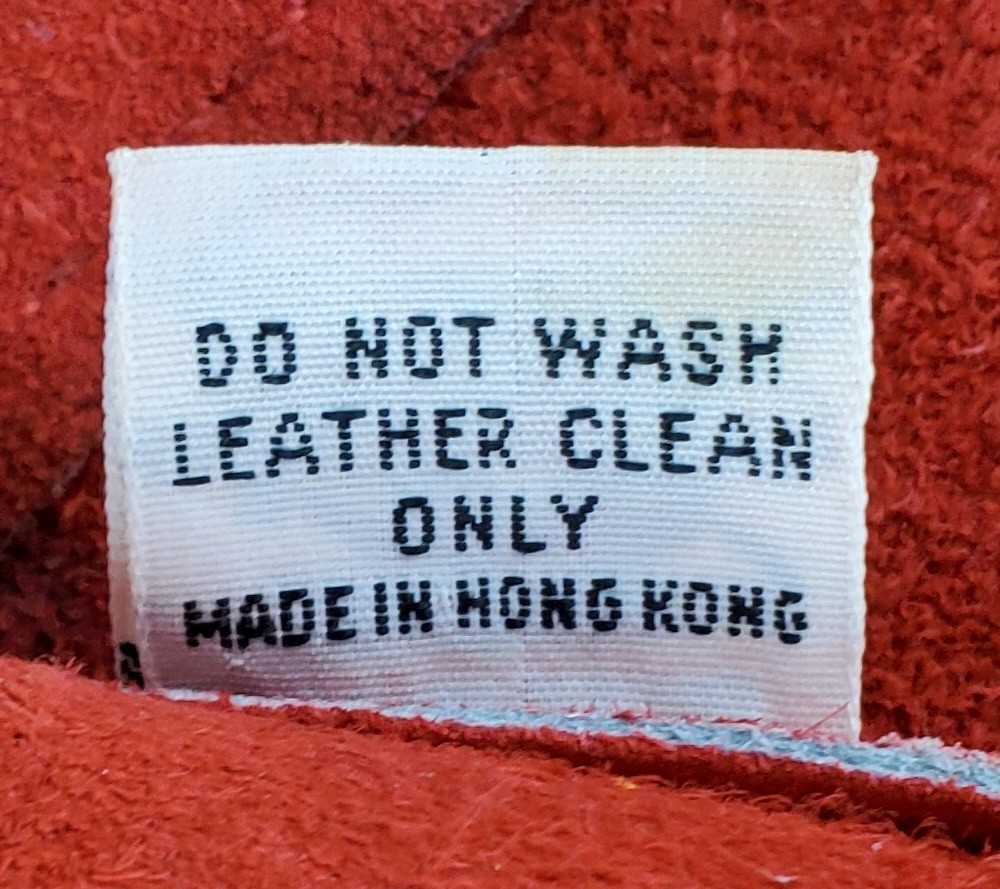 DO NOT WASH
LEATHER CLEAN
ONLY
MADE IN HONG KONG